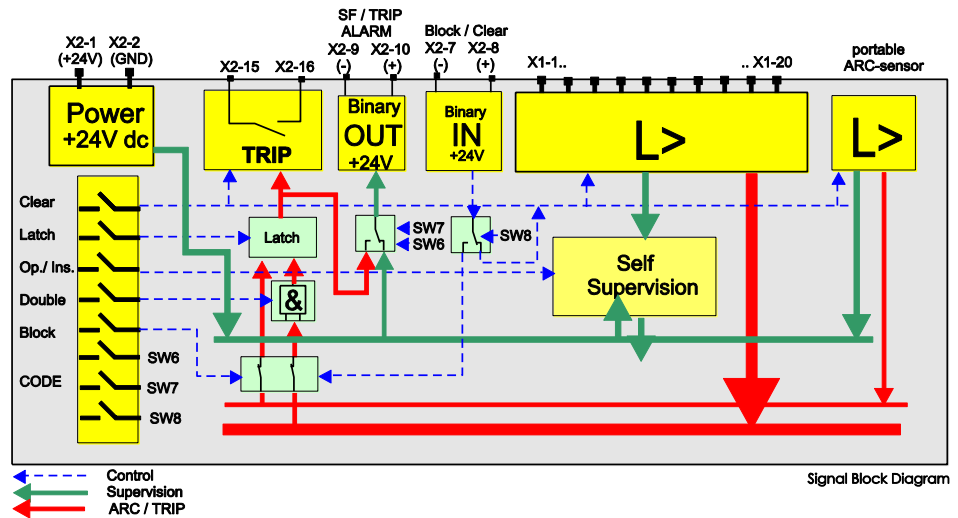 SF / TRIP
ALARM
Block / Clear
X2-1
X2-2
X2-9
X2-10
X2-7
X2-8
(+24V)
(GND)
X2-15
X2-16
(-)
(+)
(-)
(+)
X1-1..
.. X1-20
portable
ARC-sensor
Power
+24V dc
TRIP
Binary
OUT
+24V
Binary
IN
+24V
L>
L>
Clear
Latch
Op./ Ins.
Double
Block
CODE
SW6
SW7
SW8
Latch
&
SW7
SW6
SW8
Self
Supervision
Control
Supervision
ARC / TRIP
Signal Block Diagram